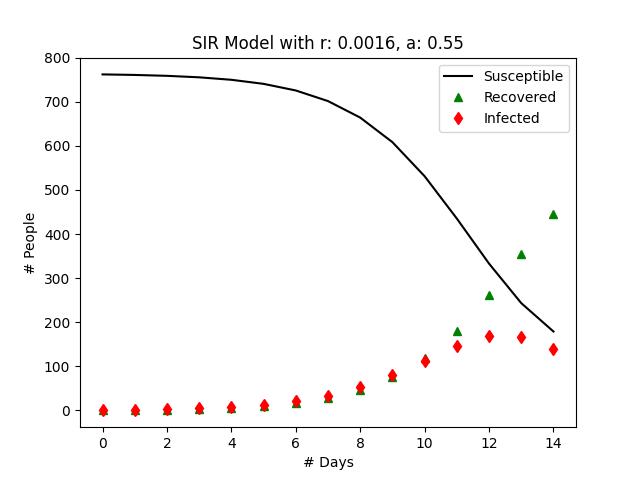 SIR Model with r: 0.0016, a: 0.55
800
700
600
500
400
300
200
100
0
# People
Susceptible
Recovered
Infected
0 2 4 6 8 10 12 14
# Days